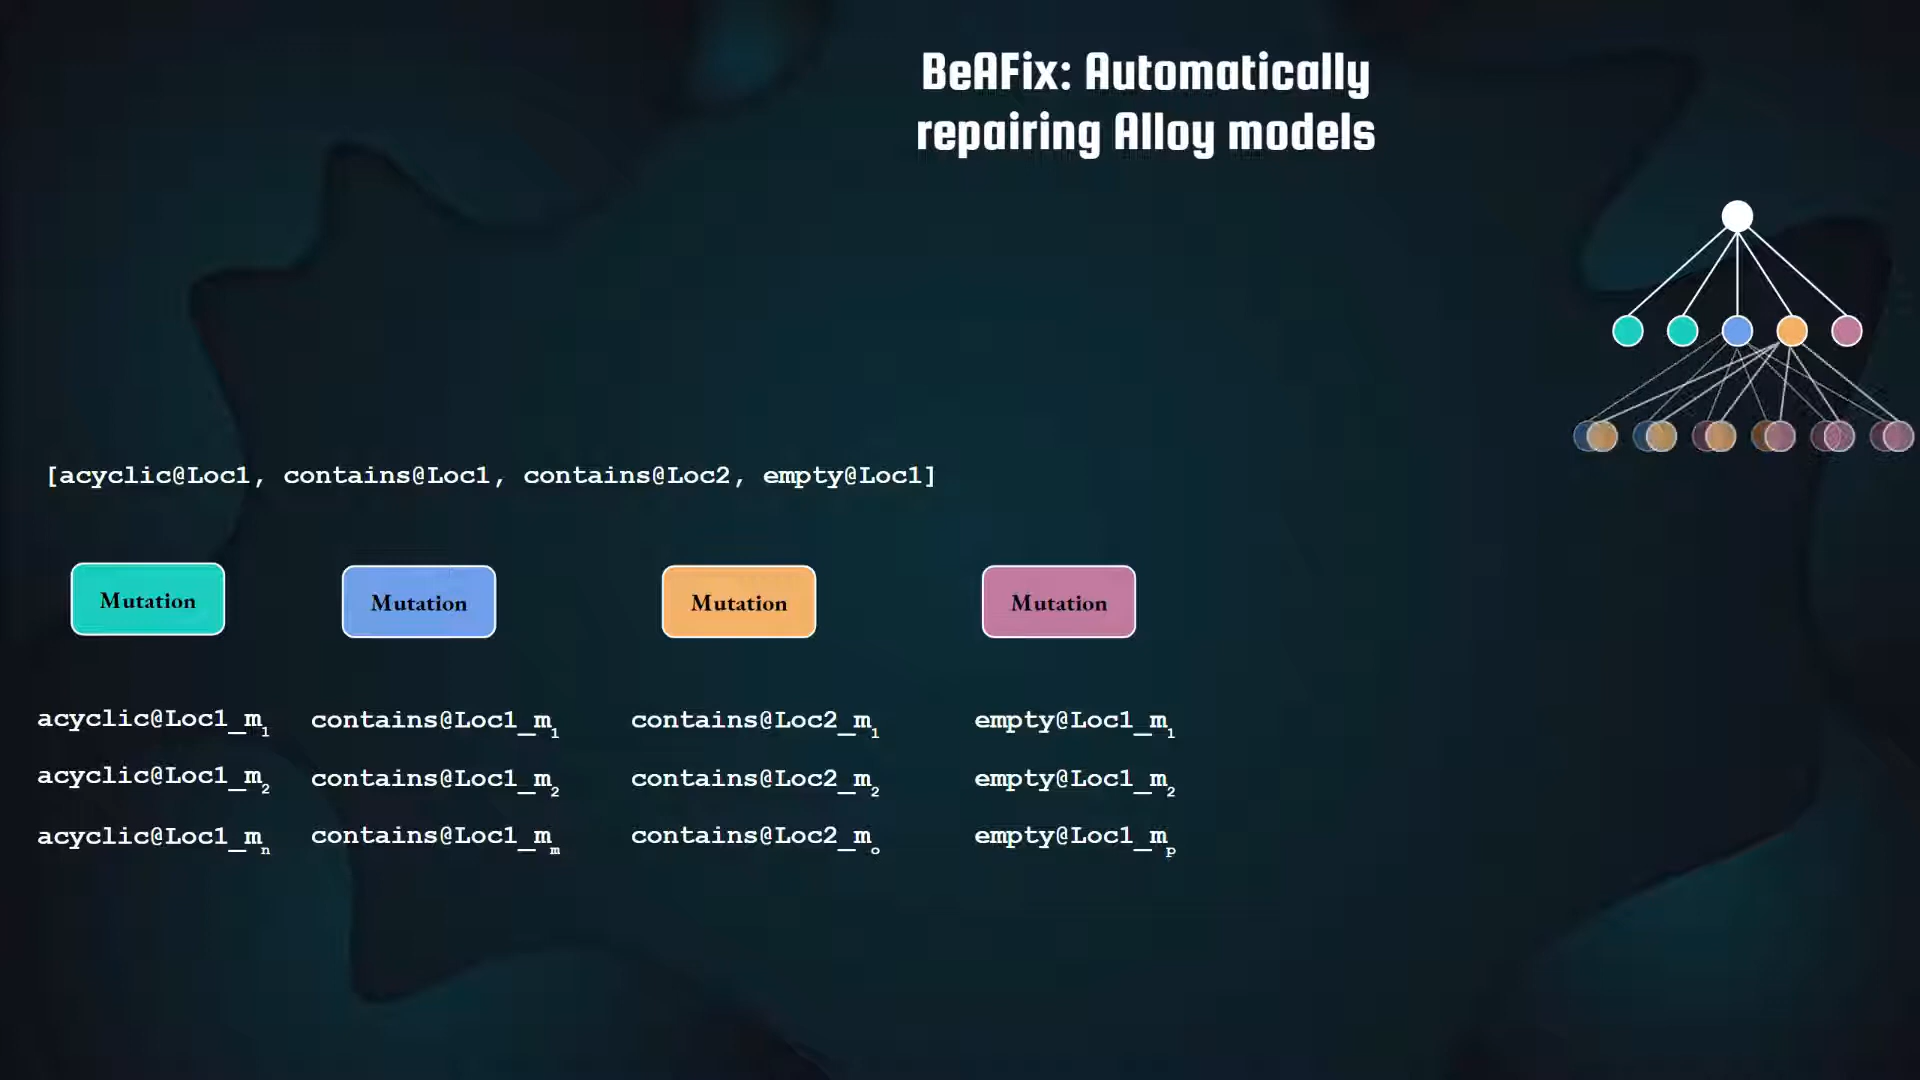 BeAFix: Automatically
repairing Alloy models
[acyclic@Loc1, contains@Loc1, contains@Loc2, empty@Loc1]
Mutation Mutation Mutation Mutation
acyclic@Loc1_m1 contains@Loc1_m1 contains@Loc2_m1 empty@Loc1_m1
acyclic@Loc1_m2 contains@Loc1_m2 contains@Loc2_m2 empty@Loc1_m2
acyclic@Loc1_mn contains@Loc1_mm contains@Loc2_mo empty@Loc1_mp